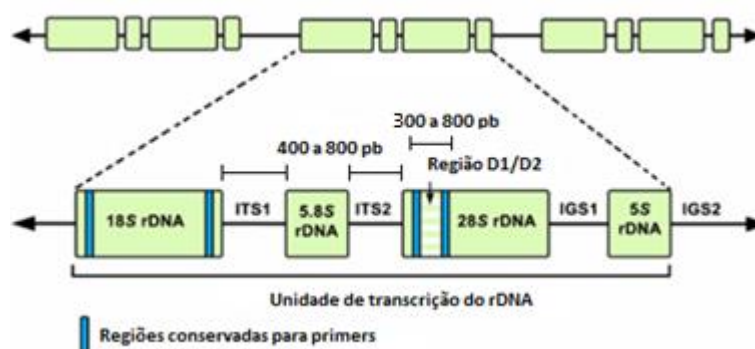 300 a 800 pb
400 a 800 pb
Região D1/D2
18S rDNA
ITS1
5.8S
rDNA
ITS2
28S rDNA
IGS1
5S
rDNA
IGS2
Unidade de transcrição do rDNA
Regiões conservadas para primers